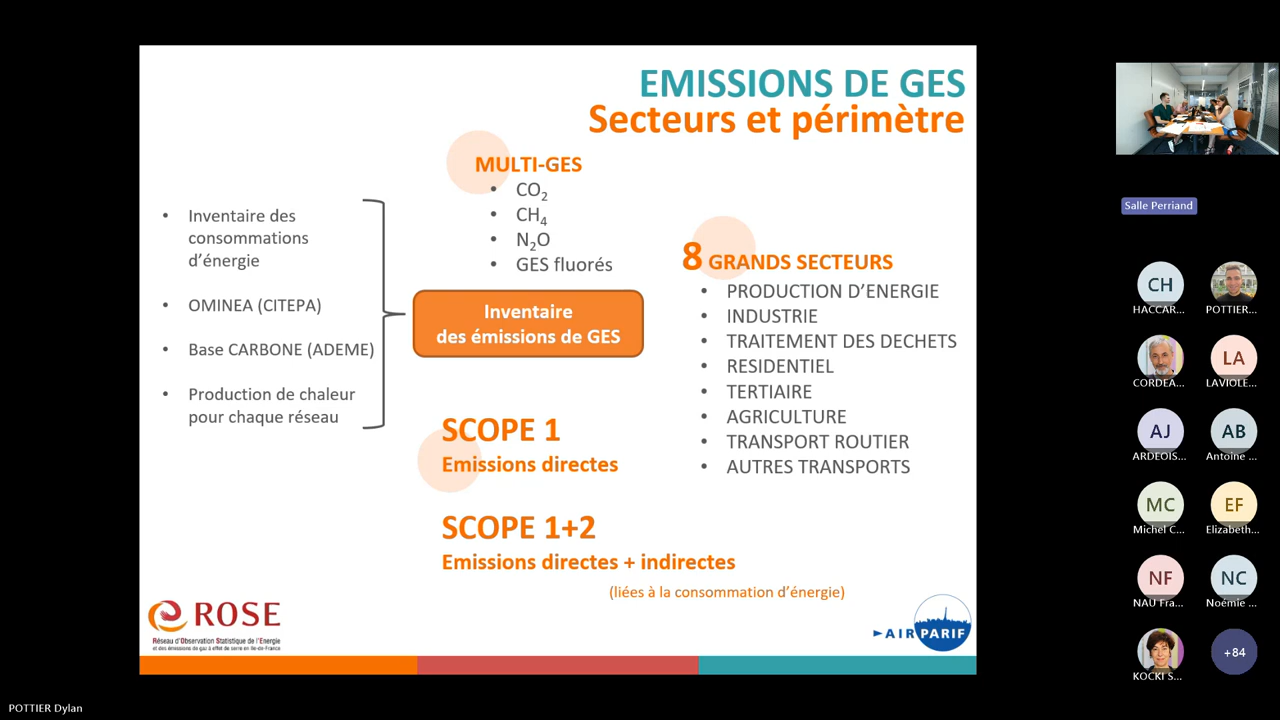 EMISSIONS DE GES
Secteurs et périmètre
MULTI-GES
• CO₂
• CH₄
• N₂O
• GES fluorés
• Inventaire des
consommations
d’énergie
• OMINEA (CITEPA)
• Base CARBONE (ADEME)
• Production de chaleur
pour chaque réseau
Inventaire
des émissions de GES
8 GRANDS SECTEURS
• PRODUCTION D’ENERGIE
• INDUSTRIE
• TRAITEMENT DES DECHETS
• RESIDENTIEL
• TERTIAIRE
• AGRICULTURE
• TRANSPORT ROUTIER
• AUTRES TRANSPORTS
SCOPE 1
Emissions directes
SCOPE 1+2
Emissions directes + indirectes
(liées à la consommation d’énergie)
ROSE
Réseau d'Observation Statistique de l'Energie
et des émissions de gaz à effet de serre en Ile-de-France
AIRPARIF
Salle Perriand
CH
HACCAR...
POTTIER...
CORDEA...
LA
LAVIOLE...
AJ
ARDEOIS...
AB
Antoine ...
MC
Michel C...
EF
Elizabeth...
NF
NAU Fra...
NC
Noémie ...
KOCKI S...
+84
POTTIER Dylan